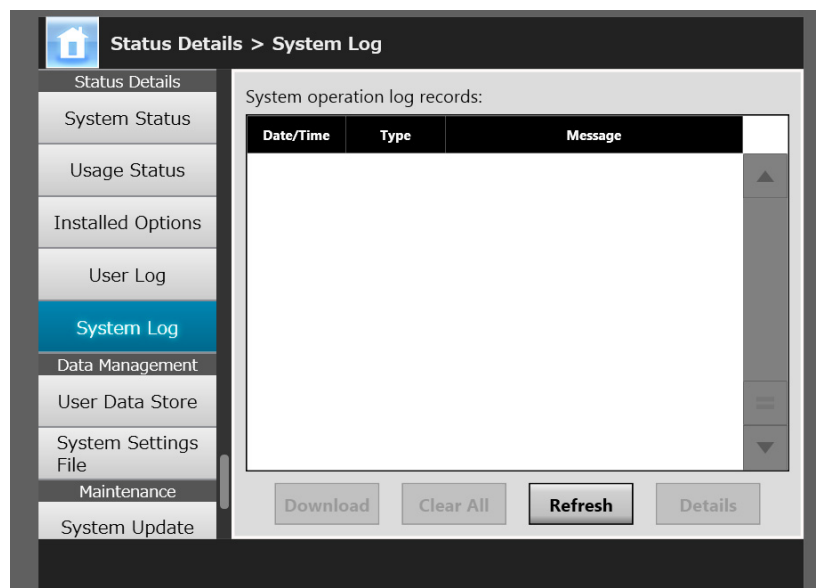 Status Details > System Log
Status Details
System Status
Usage Status
Installed Options
User Log
System Log
Data Management
User Data Store
System Settings
File
Maintenance
System Update
System operation log records:
Date/Time Type Message
Download Clear All Refresh Details